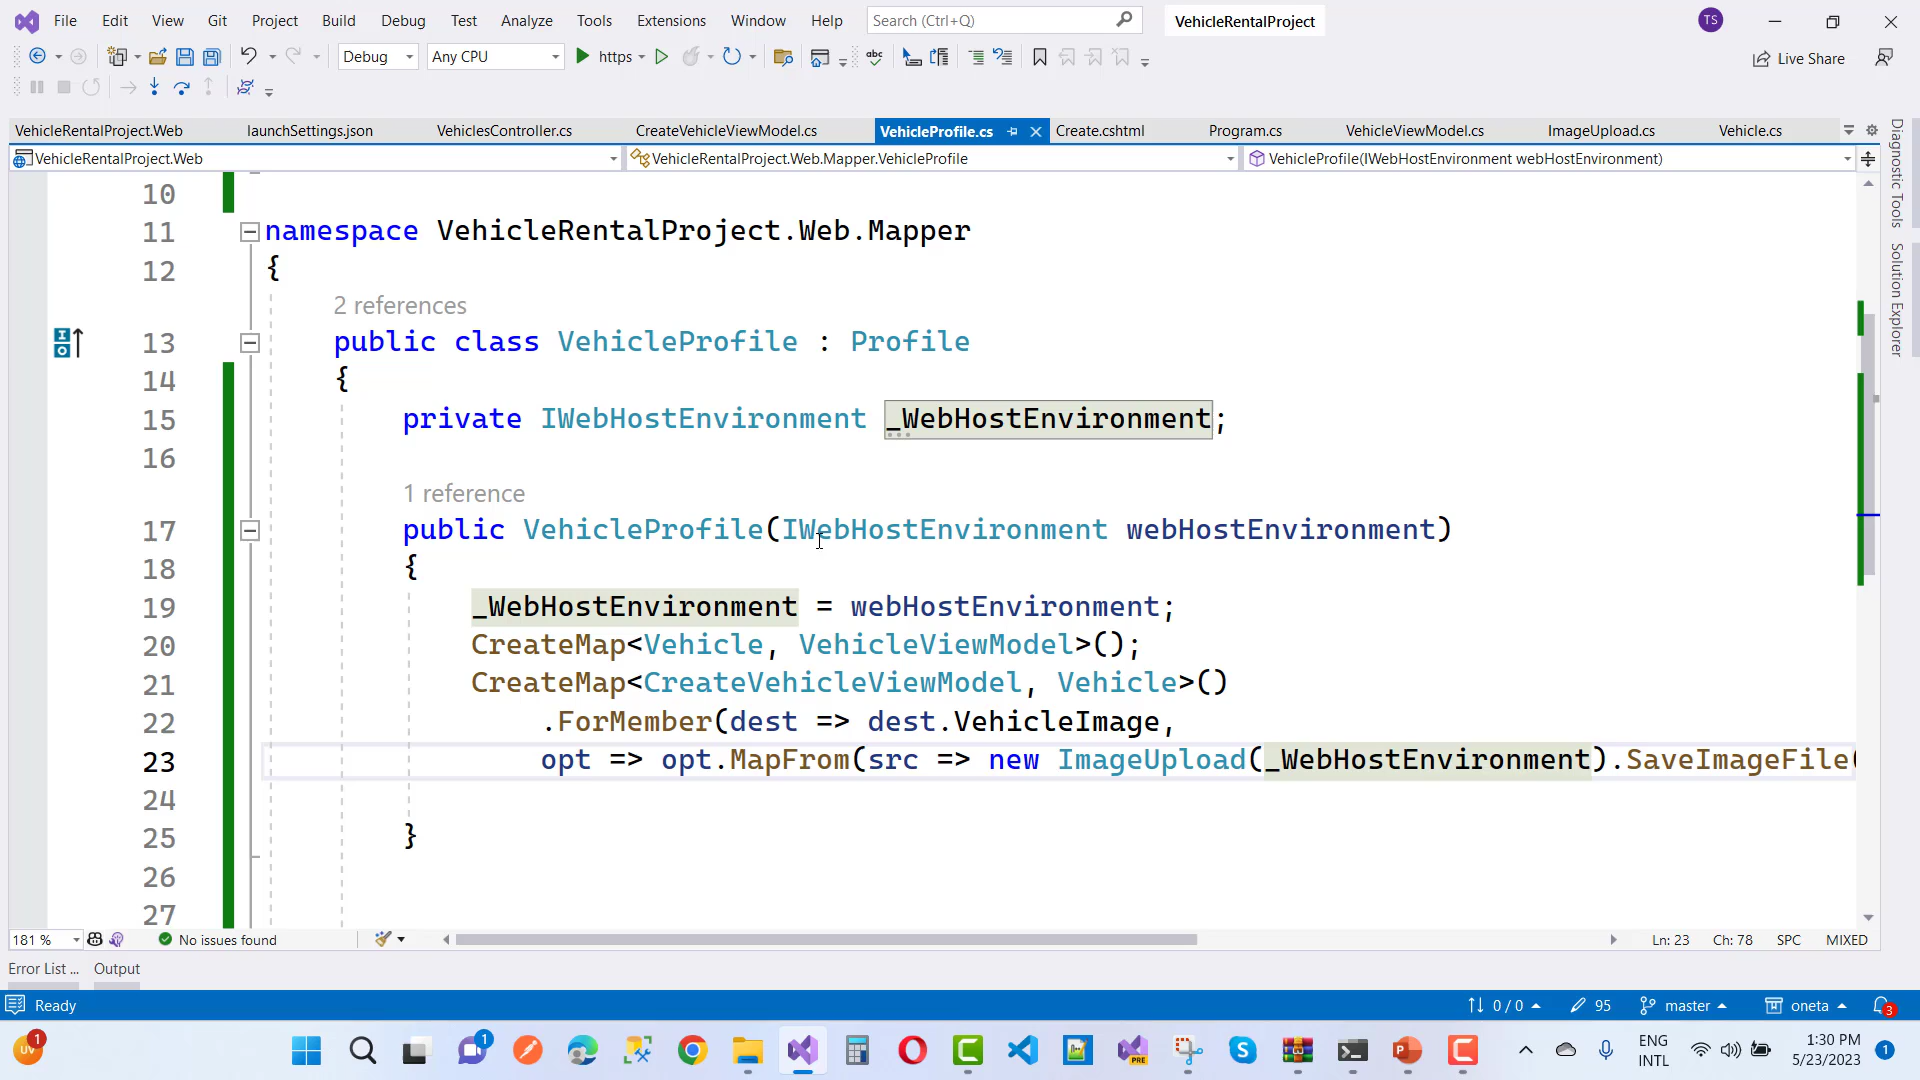 File Edit View Git Project Build Debug Test Analyze Tools Extensions Window Help Search (Ctrl+Q) VehicleRentalProject TS
Debug Any CPU https Live Share
VehicleRentalProject.Web launchSettings.json VehiclesController.cs CreateVehicleViewModel.cs VehicleProfile.cs Create.cshtml Program.cs VehicleViewModel.cs ImageUpload.cs Vehicle.cs
VehicleRentalProject.Web VehicleRentalProject.Web.Mapper.VehicleProfile VehicleProfile(IWebHostEnvironment webHostEnvironment)
Diagnostic Tools
Solution Explorer
10
11 namespace VehicleRentalProject.Web.Mapper
12 {
2 references
13 public class VehicleProfile : Profile
14 {
15 private IWebHostEnvironment _WebHostEnvironment;
16
1 reference
17 public VehicleProfile(IWebHostEnvironment webHostEnvironment)
18 {
19 _WebHostEnvironment = webHostEnvironment;
20 CreateMap<Vehicle, VehicleViewModel>();
21 CreateMap<CreateVehicleViewModel, Vehicle>()
22 .ForMember(dest => dest.VehicleImage,
23 opt => opt.MapFrom(src => new ImageUpload(_WebHostEnvironment).SaveImageFile(
24
25 }
26
27
181 % No issues found Ln: 23 Ch: 78 SPC MIXED
Error List ... Output
Ready 0 / 0 95 master oneta 3
UV 1 1 PRE ENG INTL 1:30 PM 5/23/2023 1